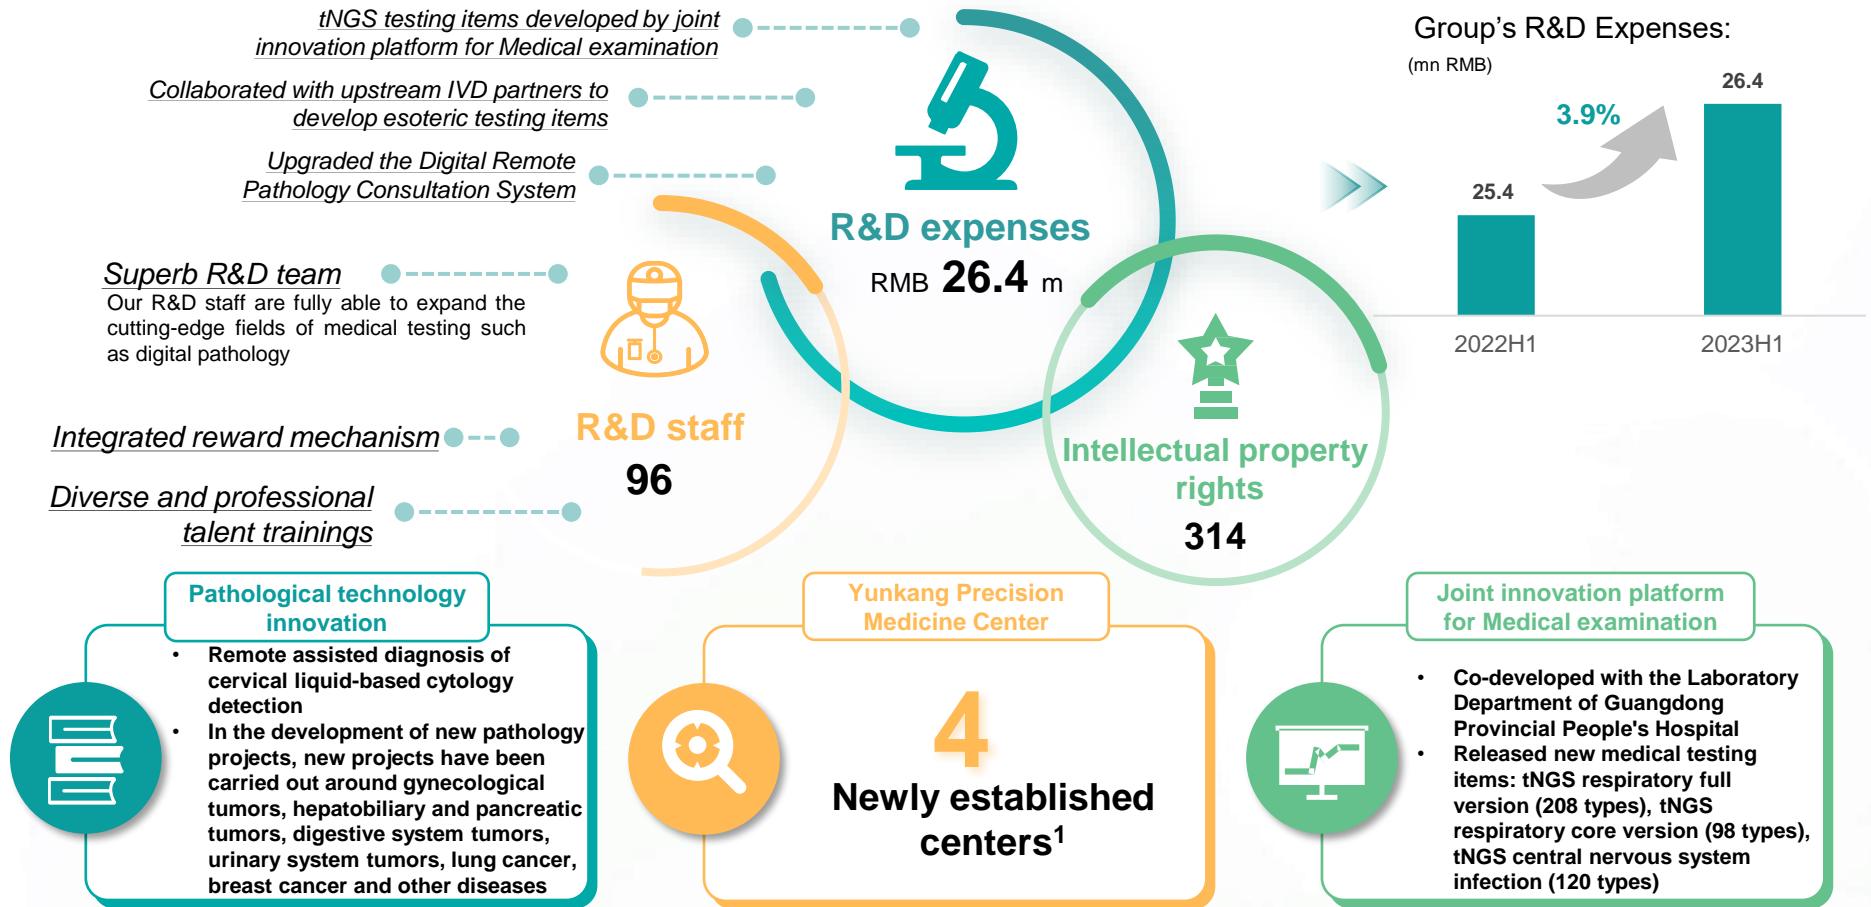 tNGS testing items developed by joint
innovation platform for Medical examination
Collaborated with upstream IVD partners to
develop esoteric testing items
Upgraded the Digital Remote
Pathology Consultation System
Superb R&D team
Our R&D staff are fully able to expand the
cutting-edge fields of medical testing such
as digital pathology
Integrated reward mechanism
Diverse and professional
talent trainings
R&D expenses
RMB 26.4 m
R&D staff
96
Intellectual property
rights
314
Group's R&D Expenses:
(mn RMB)
26.4
3.9%
25.4
2022H1
2023H1
Pathological technology
innovation
• Remote assisted diagnosis of
cervical liquid-based cytology
detection
• In the development of new pathology
projects, new projects have been
carried out around gynecological
tumors, hepatobiliary and pancreatic
tumors, digestive system tumors,
urinary system tumors, lung cancer,
breast cancer and other diseases
Yunkang Precision
Medicine Center
4
Newly established
centers¹
Joint innovation platform
for Medical examination
• Co-developed with the Laboratory
Department of Guangdong
Provincial People's Hospital
• Released new medical testing
items: tNGS respiratory full
version (208 types), tNGS
respiratory core version (98 types),
tNGS central nervous system
infection (120 types)